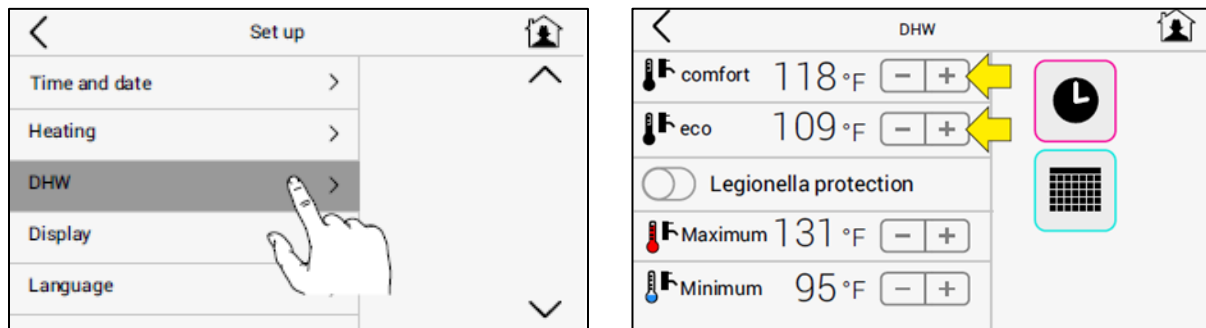 Set up
Time and date
Heating
DHW
Display
Language
DHW
comfort 118 °F − +
eco 109 °F − +
Legionella protection
Maximum 131 °F − +
Minimum 95 °F − +